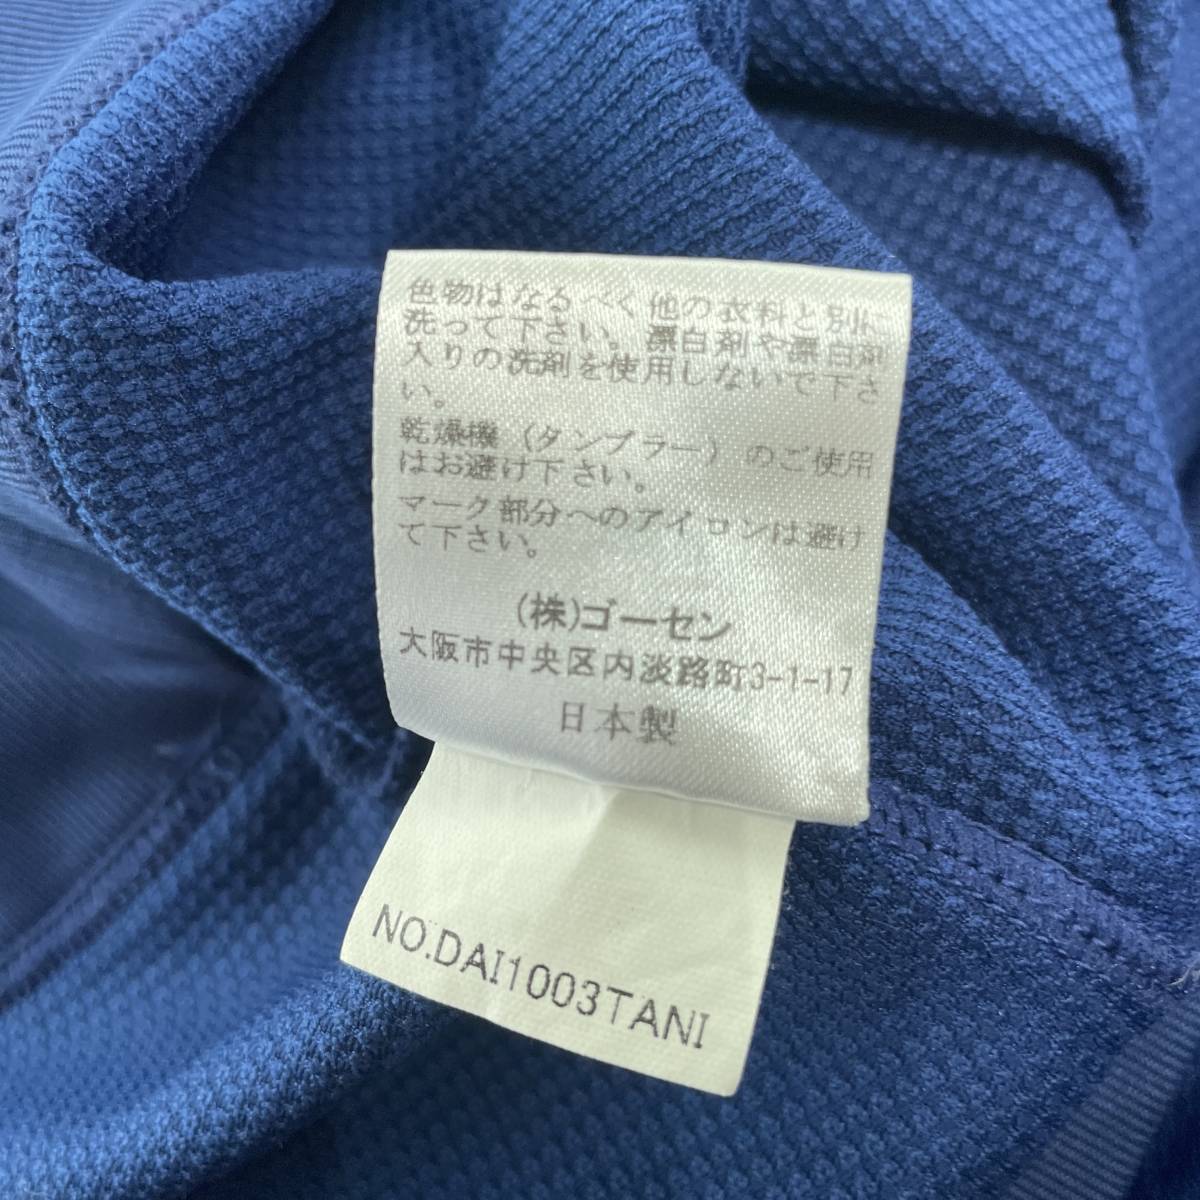 色物はなるべく他の衣料と別に
洗って下さい。漂白剤や漂白剤
入りの洗剤を使用しないで下さ
い。
乾燥機（タンブラー）のご使用
はお避け下さい。
マーク部分へのアイロンは避け
て下さい。
(株)ゴーセン
大阪市中央区内淡路町3-1-17
日本製
NO.DAI1003TANI